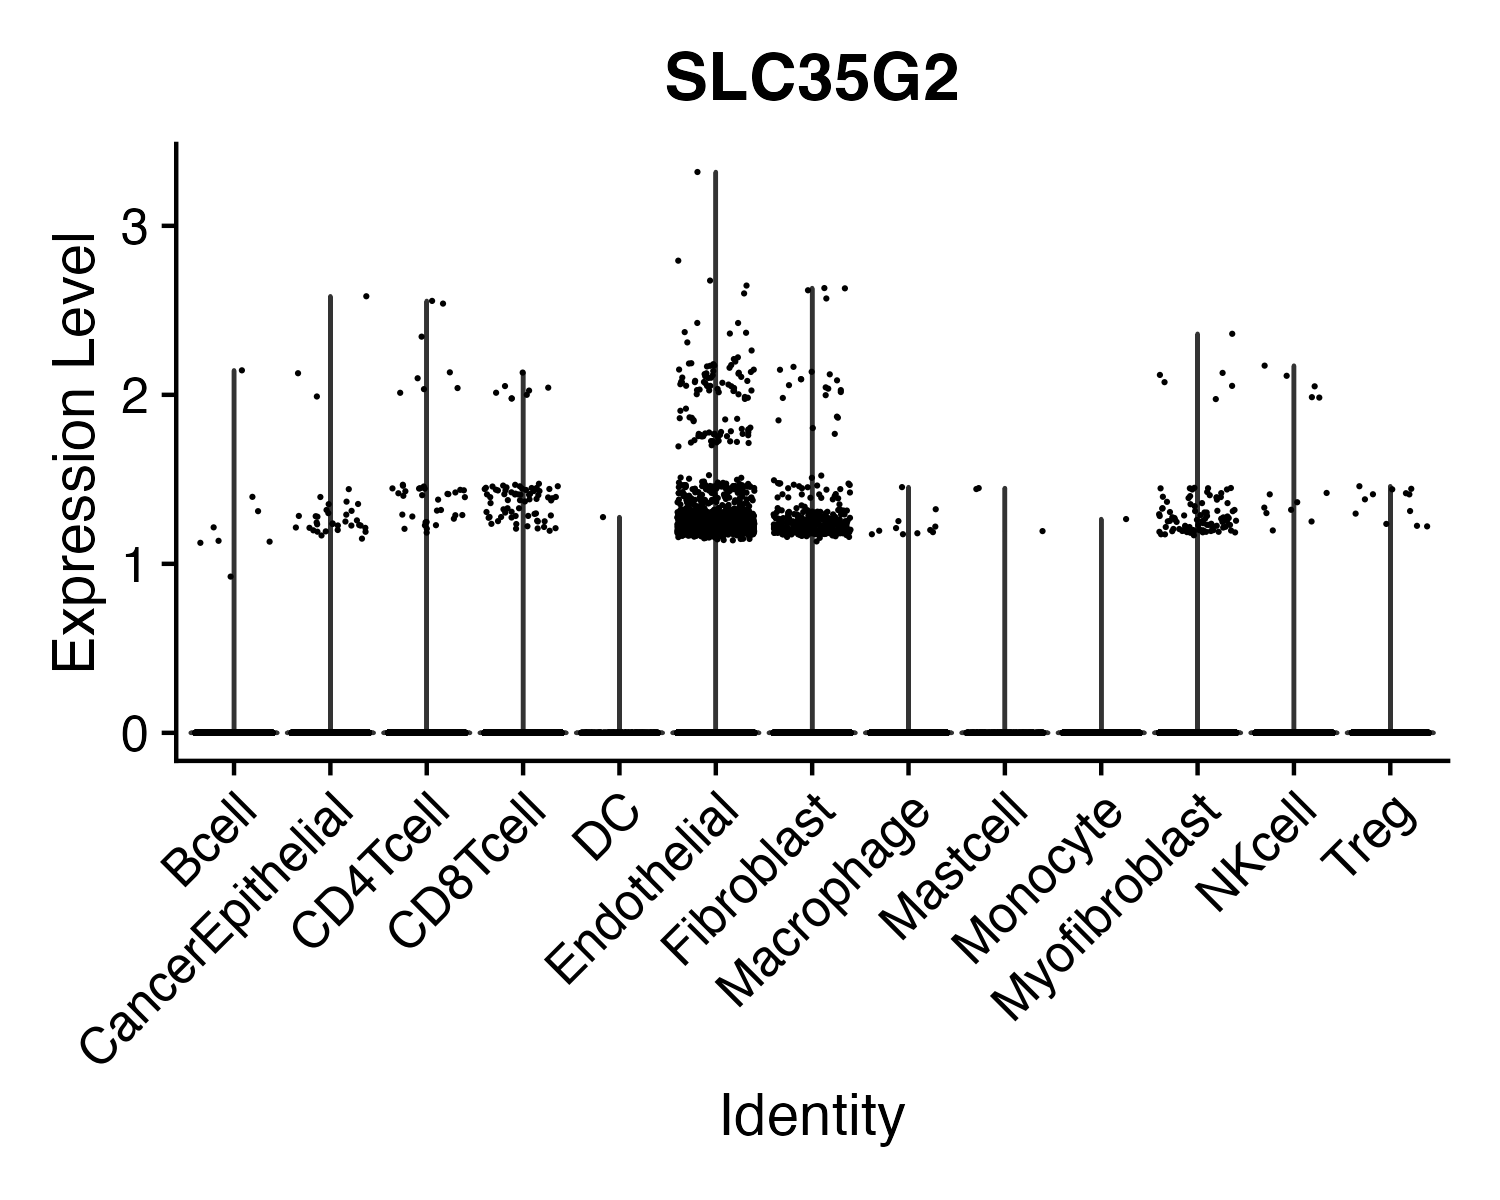 SLC35G2
Expression Level
3
2
1
0
Bcell
CancerEpithelial
CD4Tcell
CD8Tcell
DC
Endothelial
Fibroblast
Macrophage
Mastcell
Monocyte
Myofibroblast
NKcell
Treg
Identity